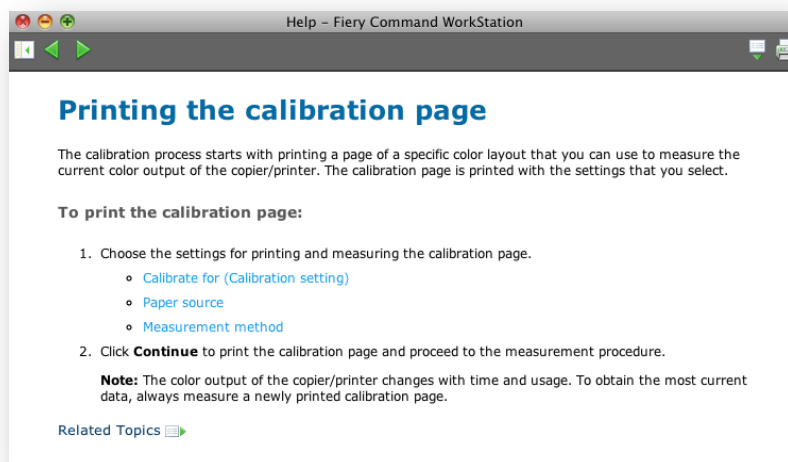 Help – Fiery Command WorkStation
Printing the calibration page
The calibration process starts with printing a page of a specific color layout that you can use to measure the
current color output of the copier/printer. The calibration page is printed with the settings that you select.
To print the calibration page:
1. Choose the settings for printing and measuring the calibration page.
Calibrate for (Calibration setting)
Paper source
Measurement method
2. Click Continue to print the calibration page and proceed to the measurement procedure.
Note: The color output of the copier/printer changes with time and usage. To obtain the most current
data, always measure a newly printed calibration page.
Related Topics